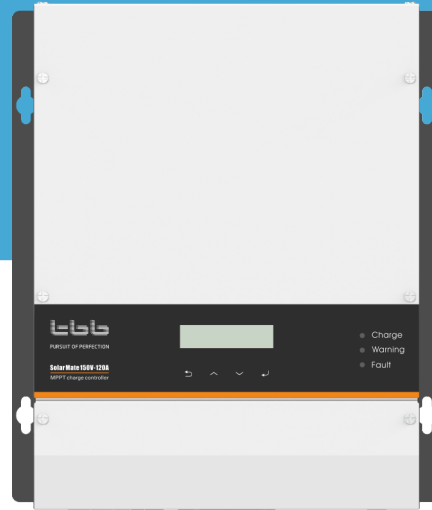 tbb
PURSUIT OF PERFECTION
SolarMate150V-120A
MPPT charge controller
Charge
Warning
Fault